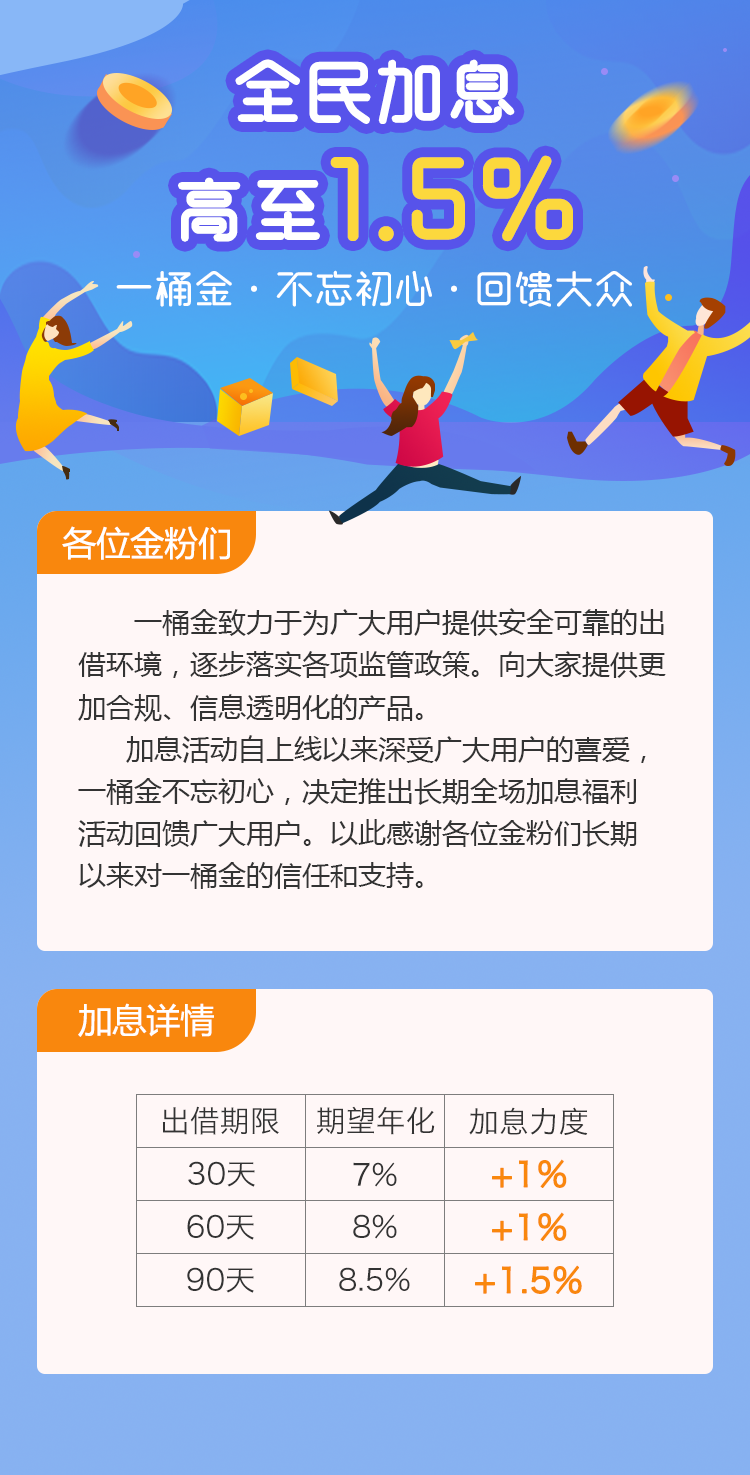 全民加息
高至1.5%
一桶金·不忘初心·回馈大众
各位金粉们
一桶金致力于为广大用户提供安全可靠的出
借环境，逐步落实各项监管政策。向大家提供更
加合规、信息透明化的产品。
加息活动自上线以来深受广大用户的喜爱，
一桶金不忘初心，决定推出长期全场加息福利
活动回馈广大用户。以此感谢各位金粉们长期
以来对一桶金的信任和支持。
加息详情
出借期限 期望年化 加息力度
30天 7% +1%
60天 8% +1%
90天 8.5% +1.5%